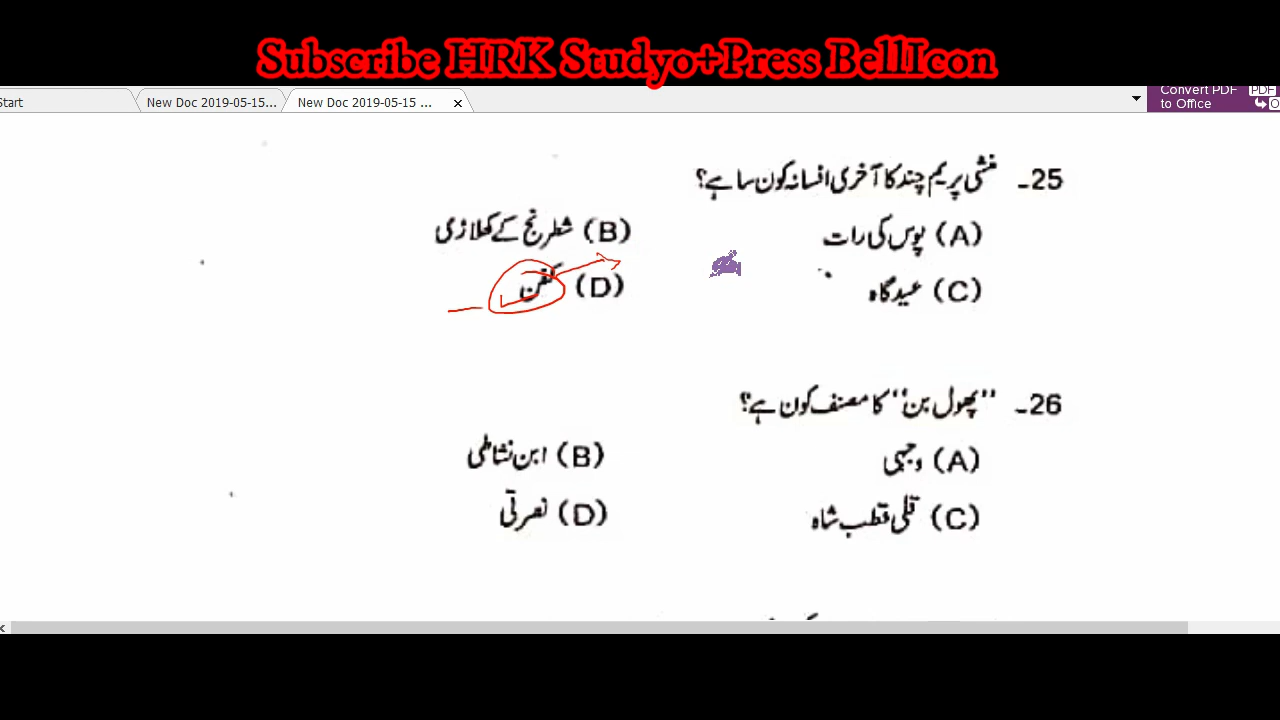 Subscribe HRK Studyo+Press BellIcon
Start
New Doc 2019-05-15...
New Doc 2019-05-15 ...
Convert PDF
to Office
PDF
25۔ منشی پریم چند کا آخری افسانہ کون سا ہے؟
(A) پوس کی رات (B) شطرنج کے کھلاڑی
(C) عیدگاہ (D) کفن
26۔ "پھول بن" کا مصنف کون ہے؟
(A) وجہی (B) ابن نشاطی
(C) قلی قطب شاہ (D) نصرتی